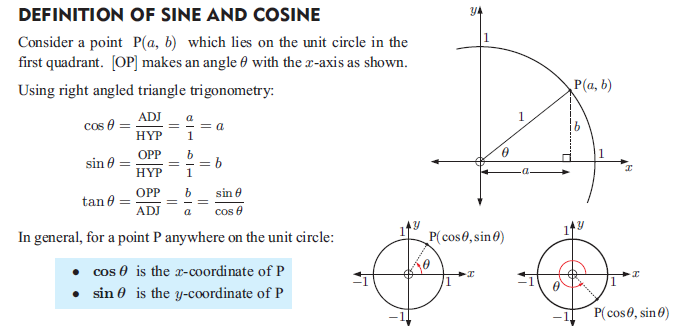 DEFINITION OF SINE AND COSINE
Consider a point P(a, b) which lies on the unit circle in the
first quadrant. [OP] makes an angle θ with the x-axis as shown.
Using right angled triangle trigonometry:
cos θ = ADJ/HYP = a/1 = a
sin θ = OPP/HYP = b/1 = b
tan θ = OPP/ADJ = b/a = sin θ/cos θ
In general, for a point P anywhere on the unit circle:
• cos θ is the x-coordinate of P
• sin θ is the y-coordinate of P
y
1
P(a, b)
1
b
θ
1
a
x
y
1
P(cos θ, sin θ)
θ
x
−1
1
−1
y
1
x
−1
θ
1
−1
P(cos θ, sin θ)